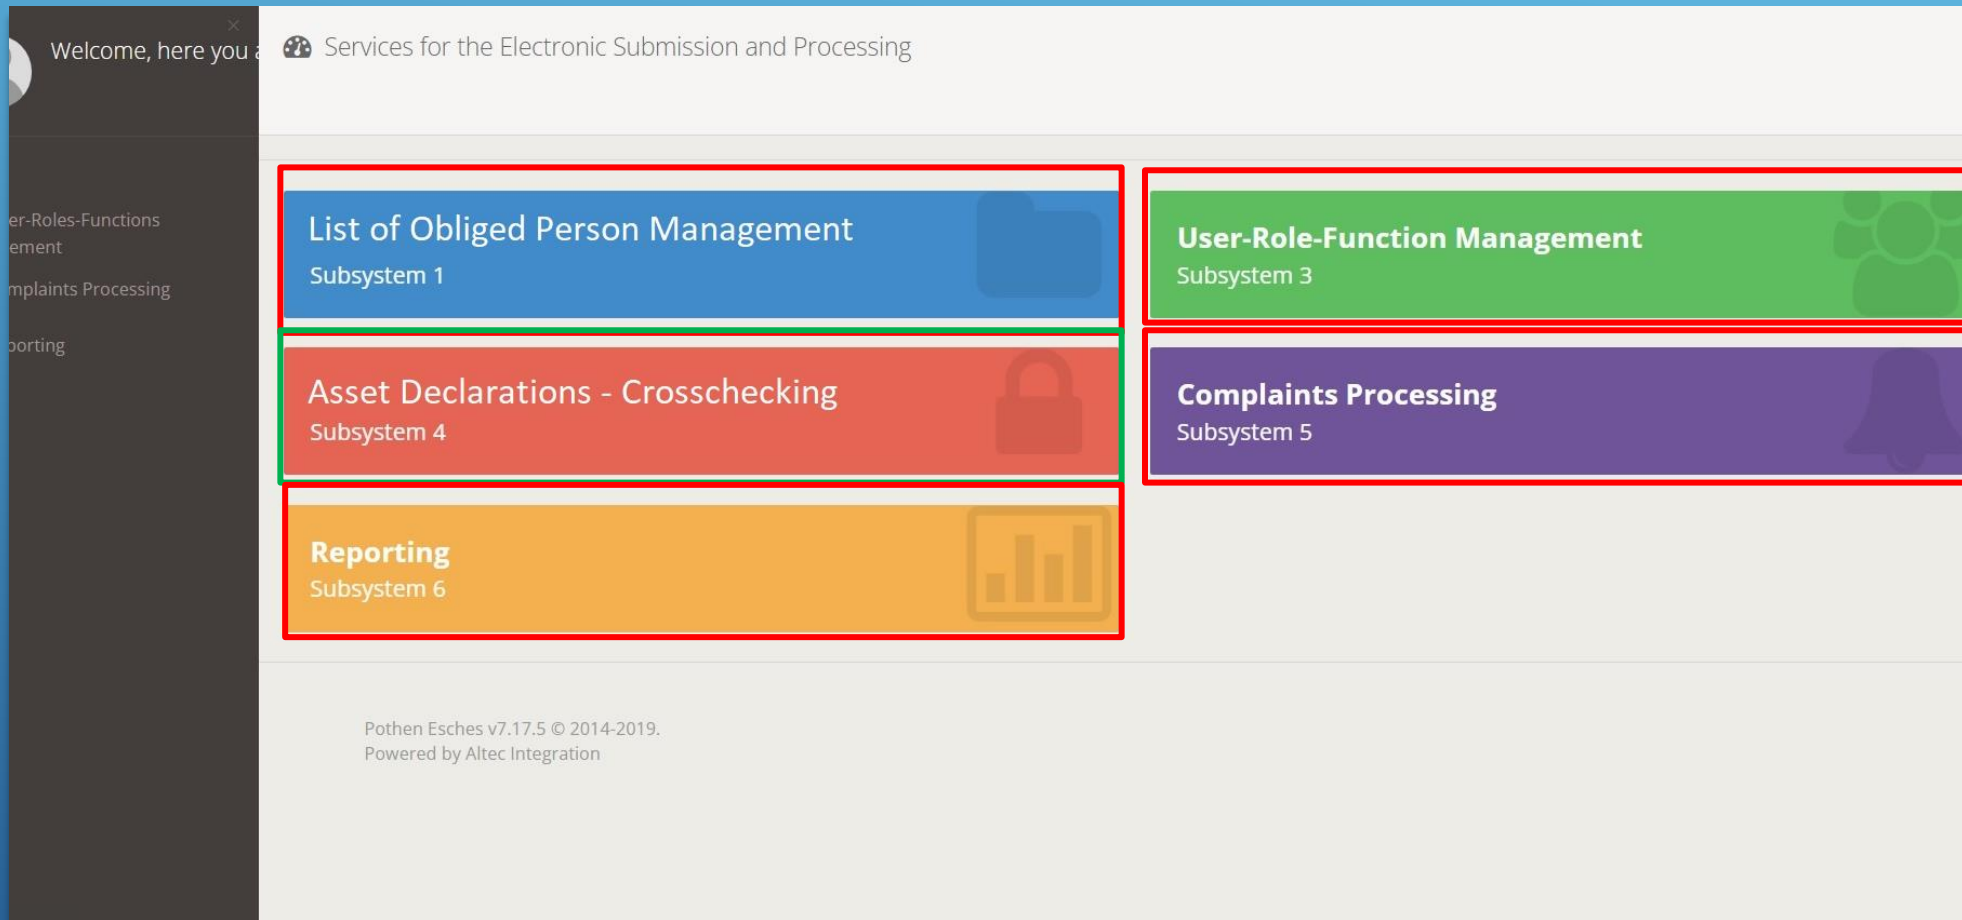 Welcome, here you
Services for the Electronic Submission and Processing
er-Roles-Functions
ement
mplaints Processing
porting
List of Obliged Person Management
Subsystem 1
User-Role-Function Management
Subsystem 3
Asset Declarations - Crosschecking
Subsystem 4
Complaints Processing
Subsystem 5
Reporting
Subsystem 6
Pothen Esches v7.17.5 © 2014-2019.
Powered by Altec Integration